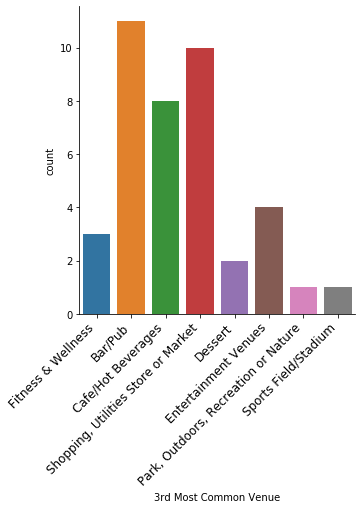 10
8
6
4
2
0
count
Fitness & Wellness
Bar/Pub
Cafe/Hot Beverages
Shopping, Utilities Store or Market
Dessert
Entertainment Venues
Park, Outdoors, Recreation or Nature
Sports Field/Stadium
3rd Most Common Venue